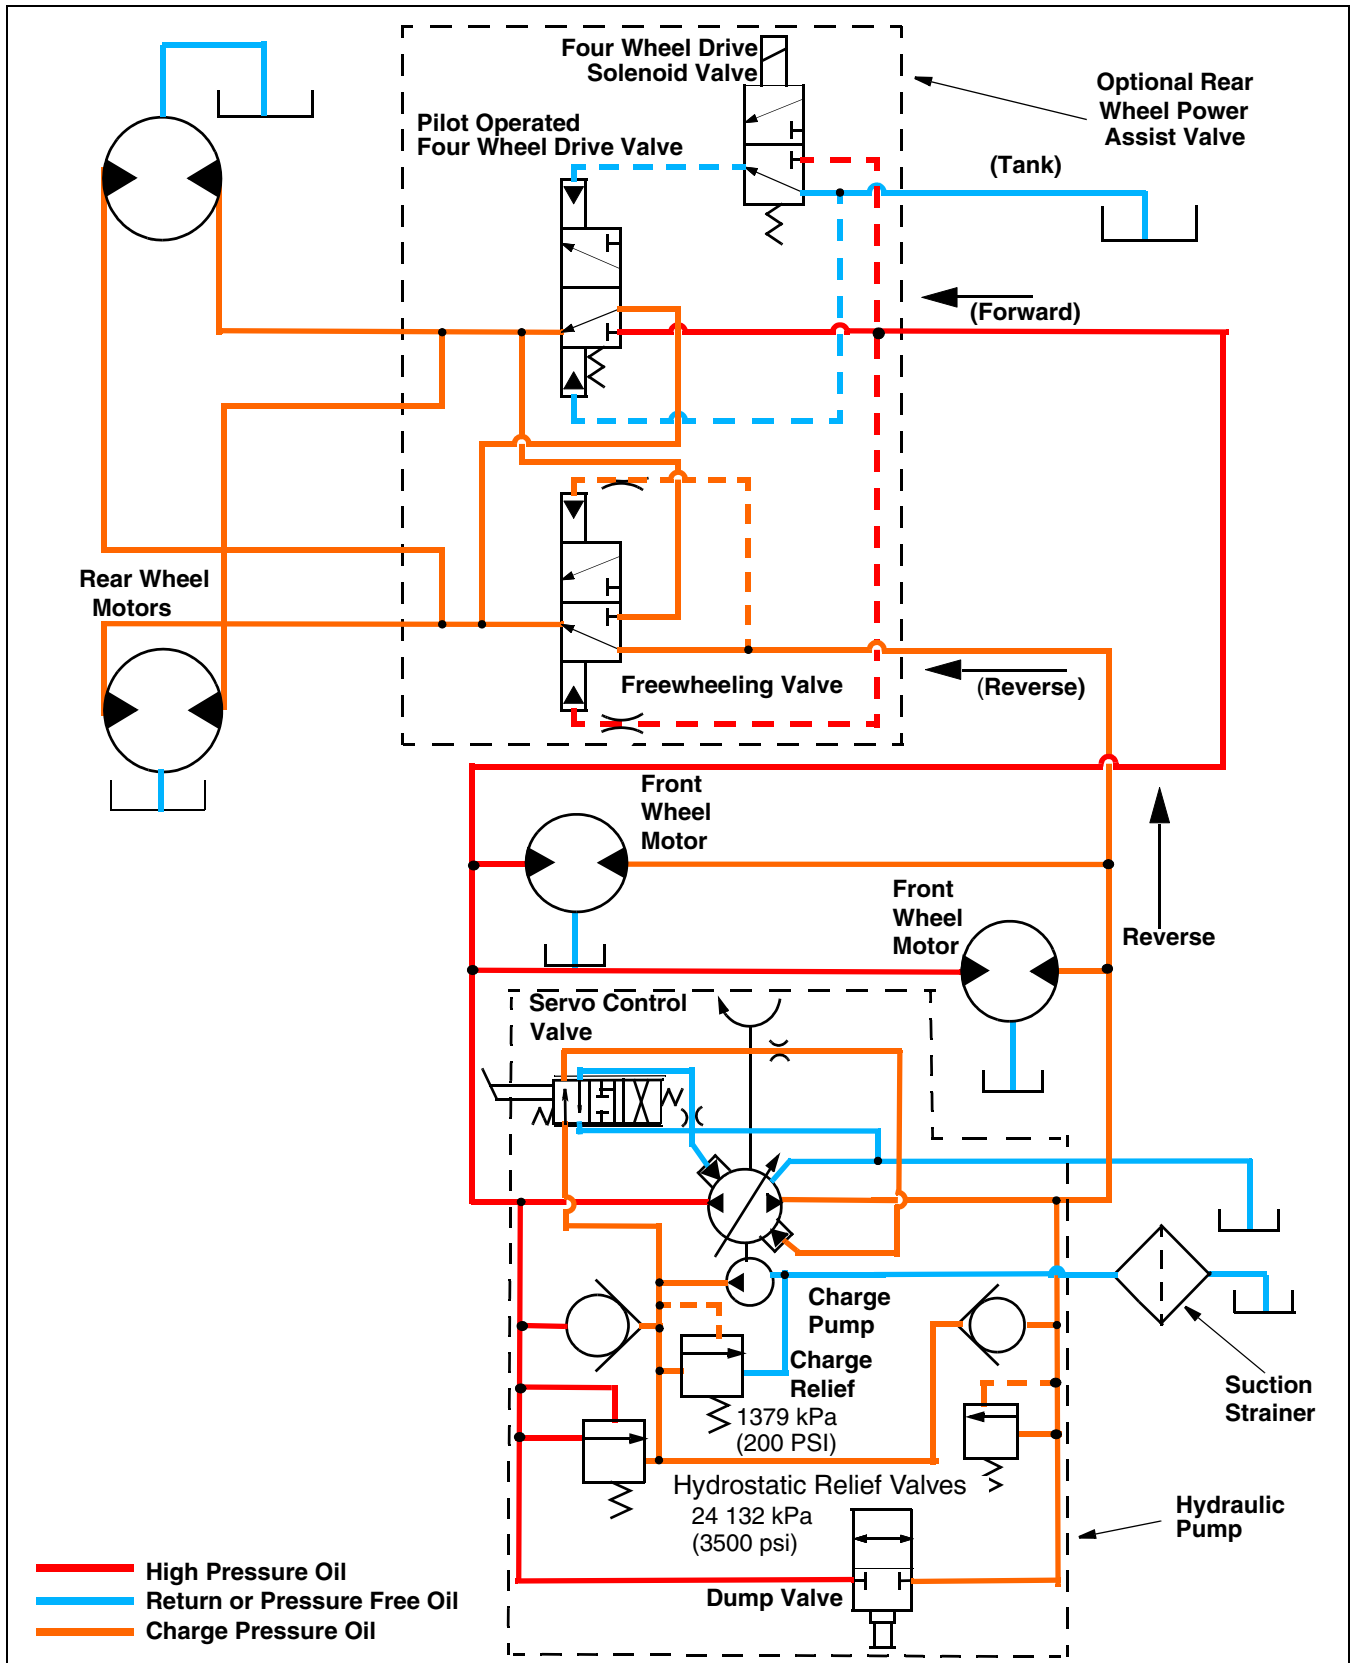 Four Wheel Drive
Solenoid Valve
Optional Rear
Wheel Power
Assist Valve
Pilot Operated
Four Wheel Drive Valve
(Tank)
(Forward)
Rear Wheel
Motors
Freewheeling Valve
(Reverse)
Front
Wheel
Motor
Front
Wheel
Motor
Reverse
Servo Control
Valve
Charge
Pump
Charge
Relief
1379 kPa
(200 PSI)
Suction
Strainer
Hydrostatic Relief Valves
24 132 kPa
(3500 psi)
Hydraulic
Pump
High Pressure Oil
Return or Pressure Free Oil
Charge Pressure Oil
Dump Valve